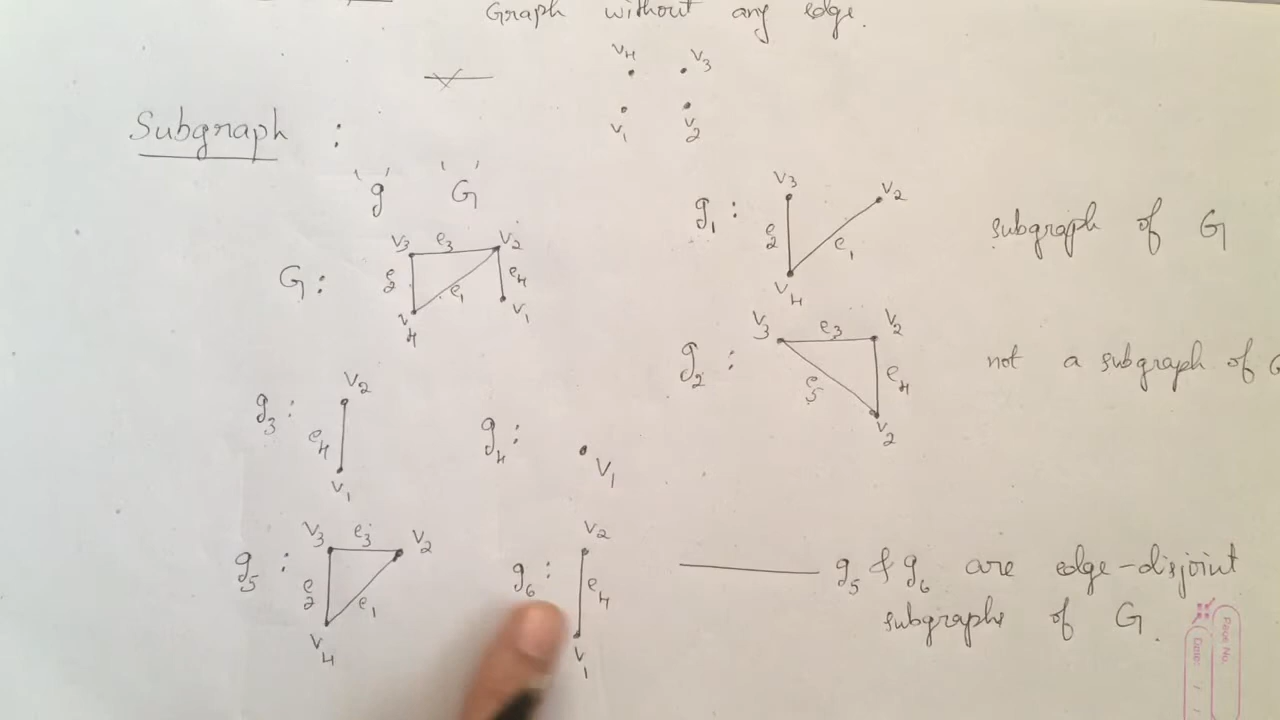 Graph without any edge.
V4 V3
V1 V2
Subgraph :
'g' 'G'
G: V3 e3 V2 e2 e1 e4 V4 V1
g1: V3 V2 e2 e1 V4 subgraph of G
g2: V3 e3 V2 e5 e4 V2 not a subgraph of G
g3: V2 e4 V1
g4: V1
g5: V3 e3 V2 e2 e1 V4
g6: V2 e4 V1
g5 & g6 are edge-disjoint
subgraphs of G.
Page No.
Date: / /